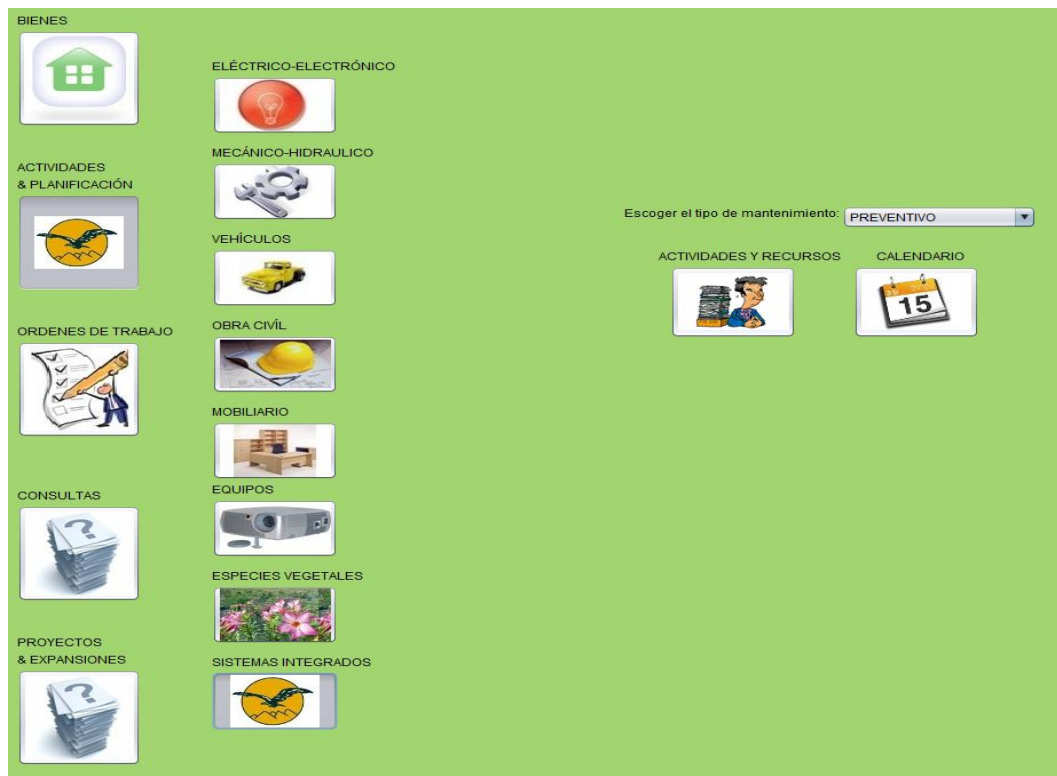 BIENES
ACTIVIDADES
& PLANIFICACIÓN
ORDENES DE TRABAJO
CONSULTAS
?
PROYECTOS
& EXPANSIONES
?
ELÉCTRICO-ELECTRÓNICO
MECÁNICO-HIDRAULICO
VEHÍCULOS
OBRA CIVÍL
MOBILIARIO
EQUIPOS
ESPECIES VEGETALES
SISTEMAS INTEGRADOS
Escoger el tipo de mantenimiento: PREVENTIVO
ACTIVIDADES Y RECURSOS
CALENDARIO
15